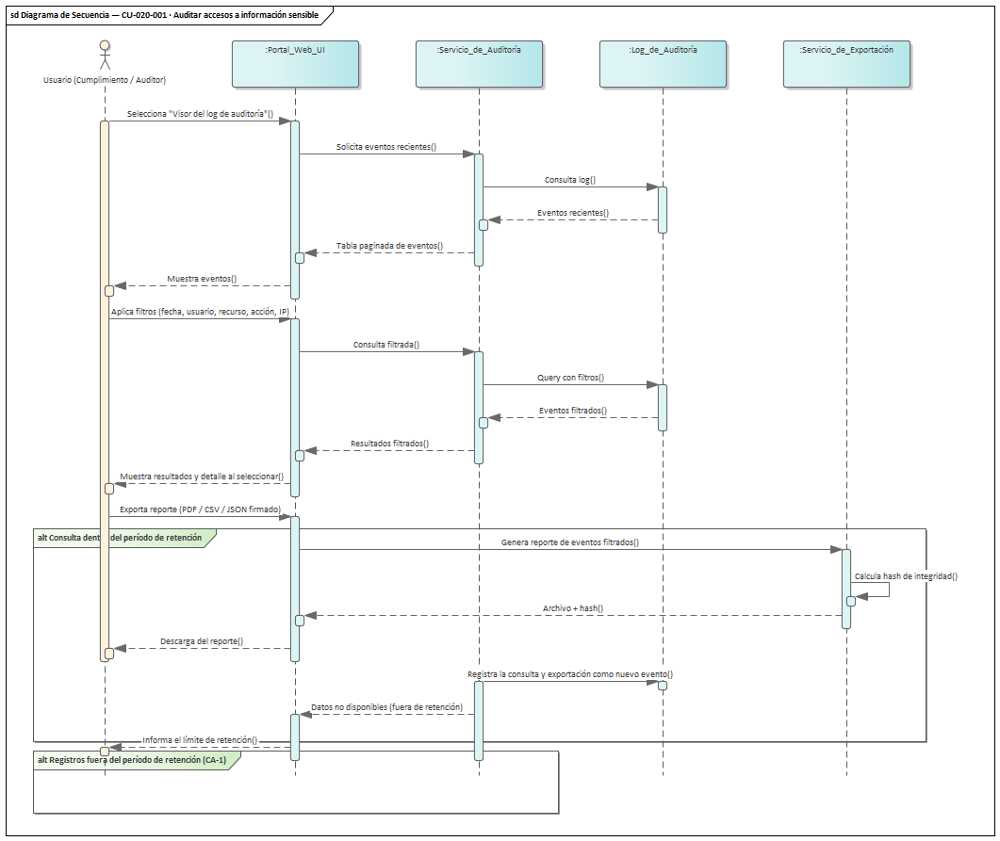 sd Diagrama de Secuencia — CU-020-001 · Auditar accesos a información sensible
:Portal_Web_UI
:Servicio_de_Auditoría
:Log_de_Auditoría
:Servicio_de_Exportación
Usuario (Cumplimiento / Auditor)
Selecciona "Visor del log de auditoría"()
Solicita eventos recientes()
Consulta log()
Eventos recientes()
Tabla paginada de eventos()
Muestra eventos()
Aplica filtros (fecha, usuario, recurso, acción, IP)
Consulta filtrada()
Query con filtros()
Eventos filtrados()
Resultados filtrados()
Muestra resultados y detalle al seleccionar()
Exporta reporte (PDF / CSV / JSON firmado)
alt Consulta dentro del período de retención
Genera reporte de eventos filtrados()
Calcula hash de integridad()
Archivo + hash()
Descarga del reporte()
Registra la consulta y exportación como nuevo evento()
Datos no disponibles (fuera de retención)
Informa el límite de retención()
alt Registros fuera del período de retención (CA-1)